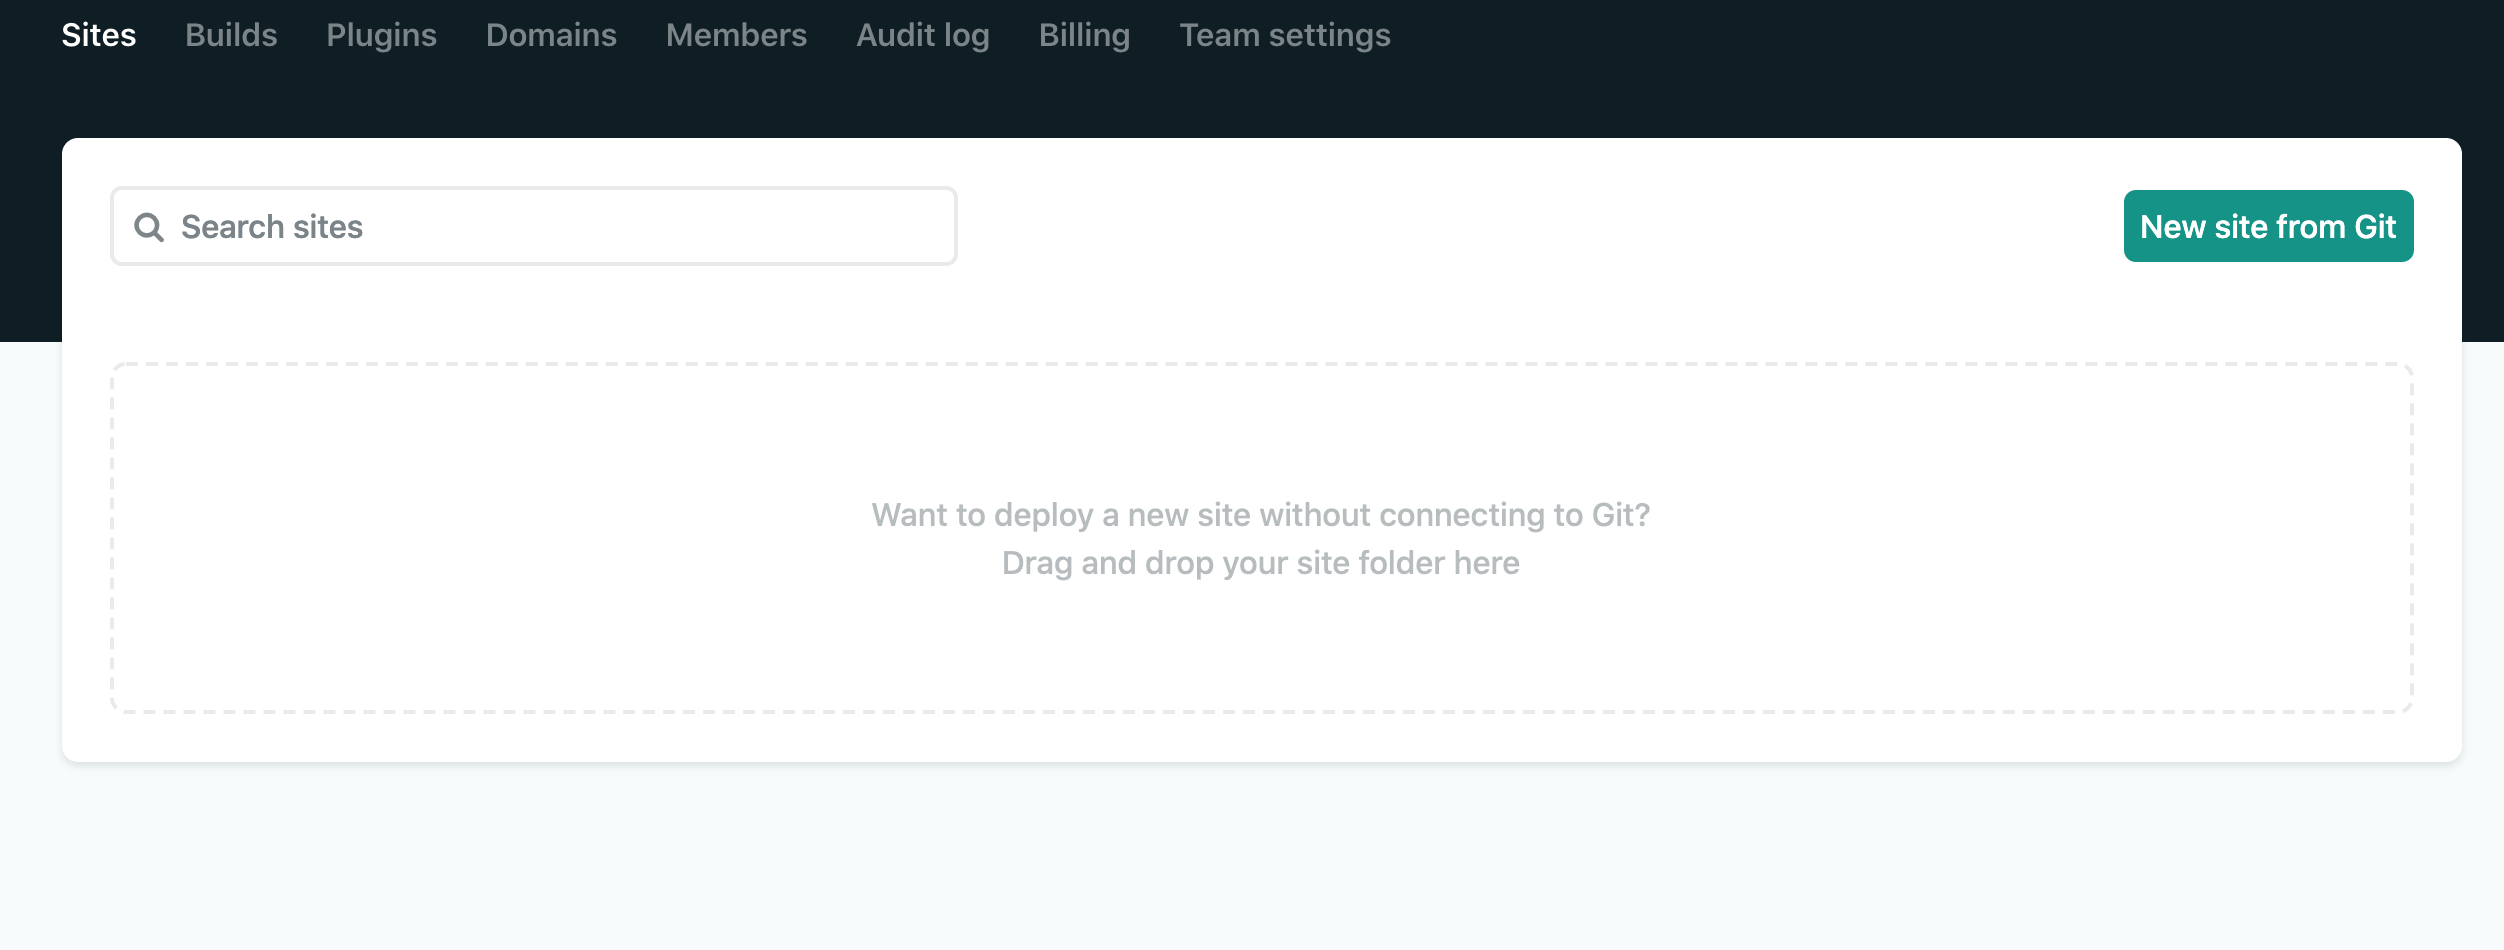 Sites Builds Plugins Domains Members Audit log Billing Team settings
Search sites
New site from Git
Want to deploy a new site without connecting to Git?
Drag and drop your site folder here